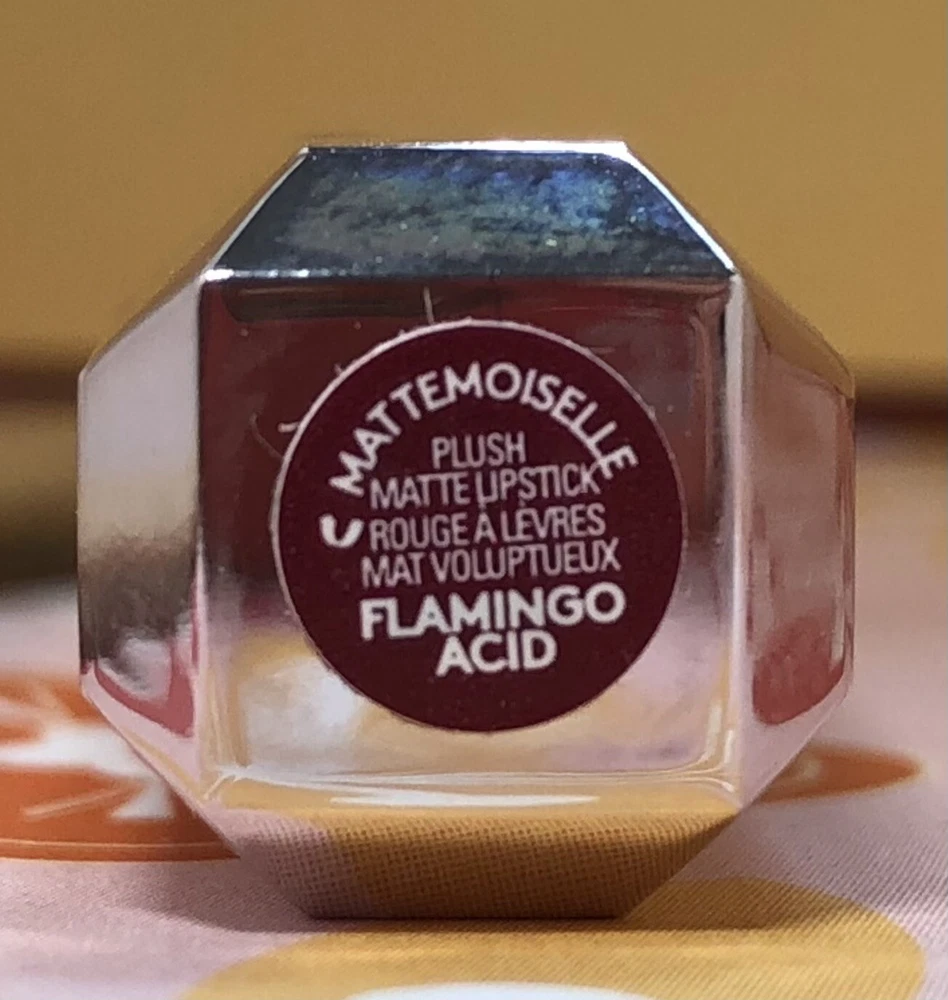 MATTEMOISELLE
PLUSH
MATTE LIPSTICK
ROUGE À LÈVRES
MAT VOLUPTUEUX
FLAMINGO
ACID